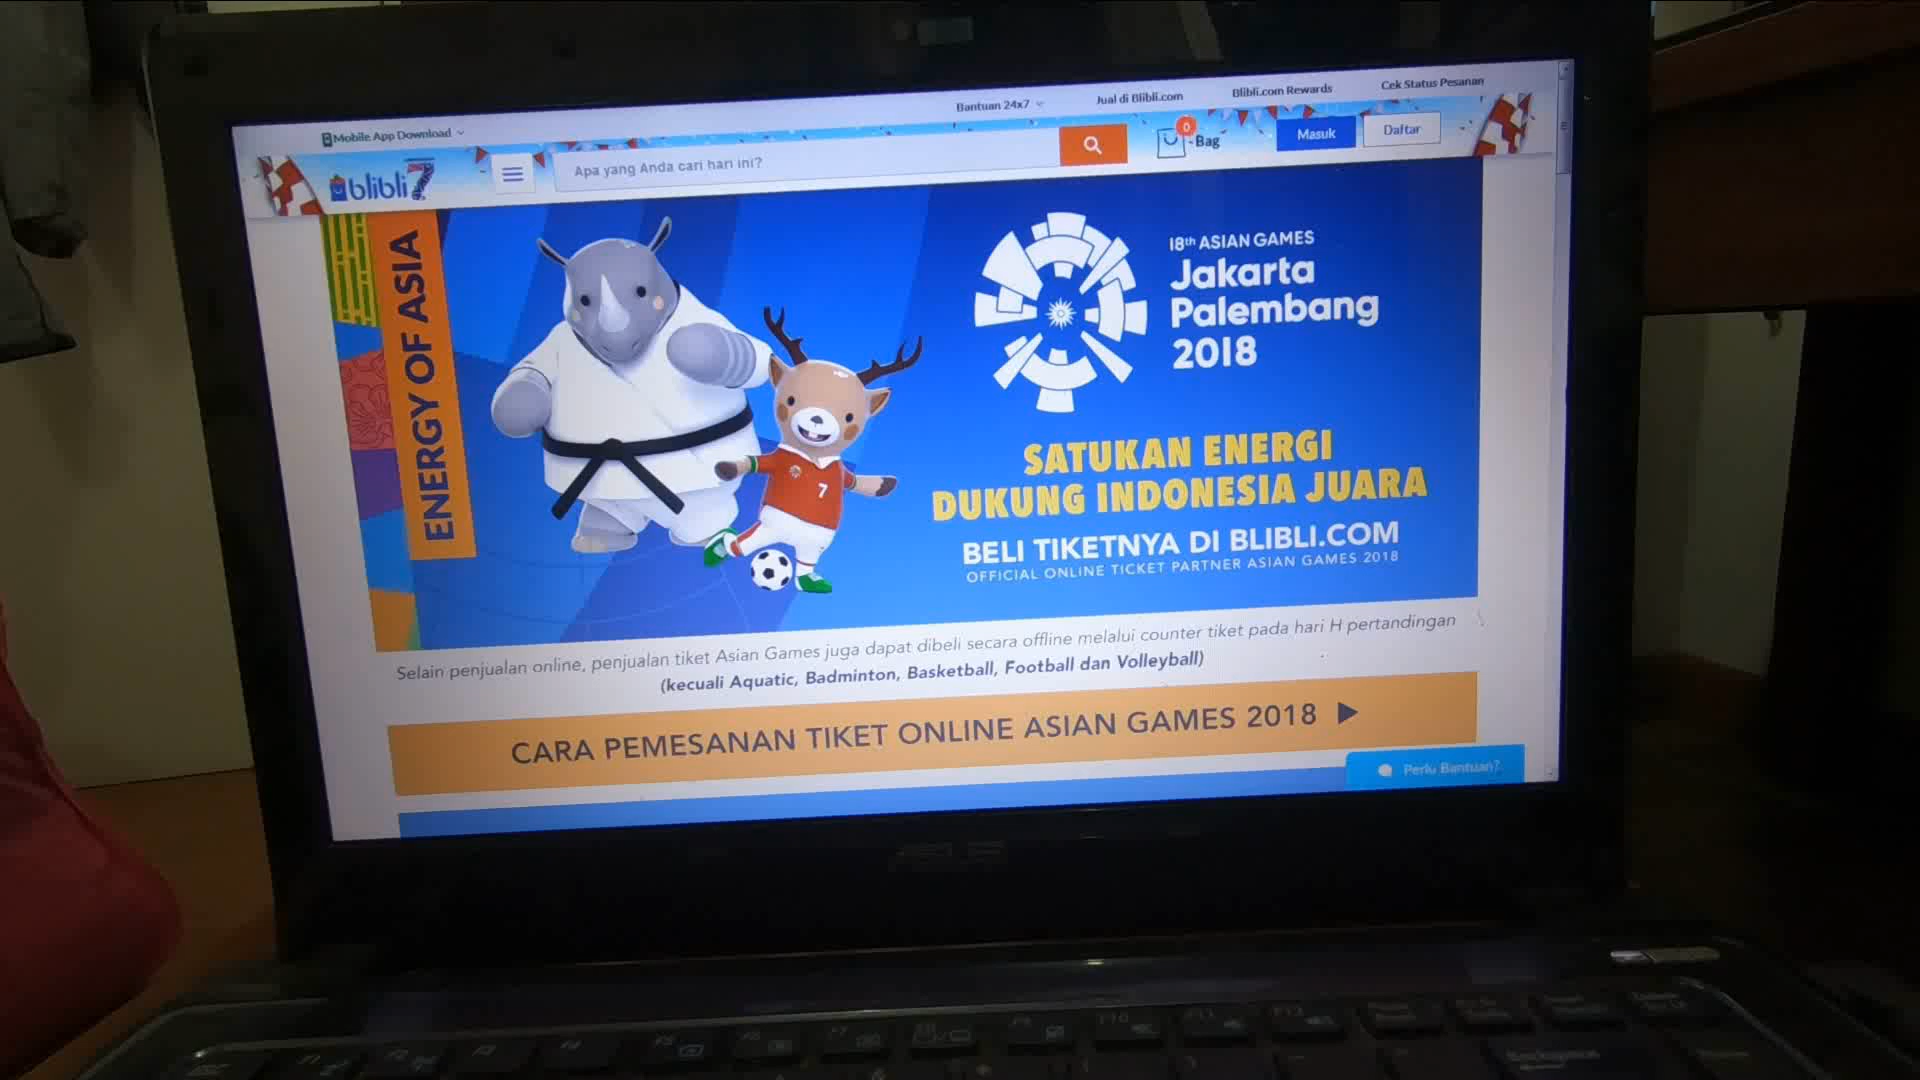 Mobile App Download
Bantuan 24x7
Jual di Blibli.com
Blibli.com Rewards
Cek Status Pesanan
blibli
7
Apa yang Anda cari hari ini?
0
Bag
Masuk
Daftar
ENERGY OF ASIA
18th ASIAN GAMES
Jakarta
Palembang
2018
7
SATUKAN ENERGI
DUKUNG INDONESIA JUARA
BELI TIKETNYA DI BLIBLI.COM
OFFICIAL ONLINE TICKET PARTNER ASIAN GAMES 2018
Selain penjualan online, penjualan tiket Asian Games juga dapat dibeli secara offline melalui counter tiket pada hari H pertandingan
(kecuali Aquatic, Badminton, Basketball, Football dan Volleyball)
CARA PEMESANAN TIKET ONLINE ASIAN GAMES 2018
Perlu Bantuan?